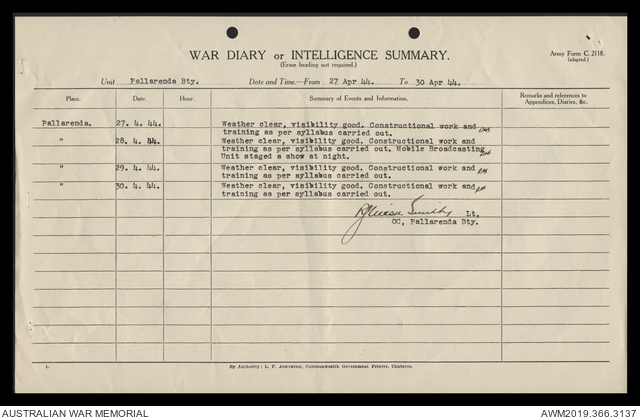 WAR DIARY or INTELLIGENCE SUMMARY.
(Erase heading not required.)
Army Form C. 2118.
(adapted.)
Unit Pallarenda Bty. Date and Time.—From 27 Apr 44. To 30 Apr 44.
Place. Date. Hour. Summary of Events and Information. Remarks and references to
Appendices, Diaries, &c.
Pallarenda. 27. 4. 44. Weather clear, visibility good. Constructional work and
training as per syllabus carried out.
" 28. 4. 44. Weather clear, visibility good. Constructional work and
training as per syllabus carried out. Mobile Broadcasting
Unit staged a show at night.
" 29. 4. 44. Weather clear, visibility good. Constructional work and
training as per syllabus carried out.
" 30. 4. 44. Weather clear, visibility good. Constructional work and
training as per syllabus carried out.
Smith Lt,
OC, Pallarenda Bty.
By Authority: L. F. Johnston, Commonwealth Government Printer, Canberra.
AUSTRALIAN WAR MEMORIAL AWM2019.366.3137